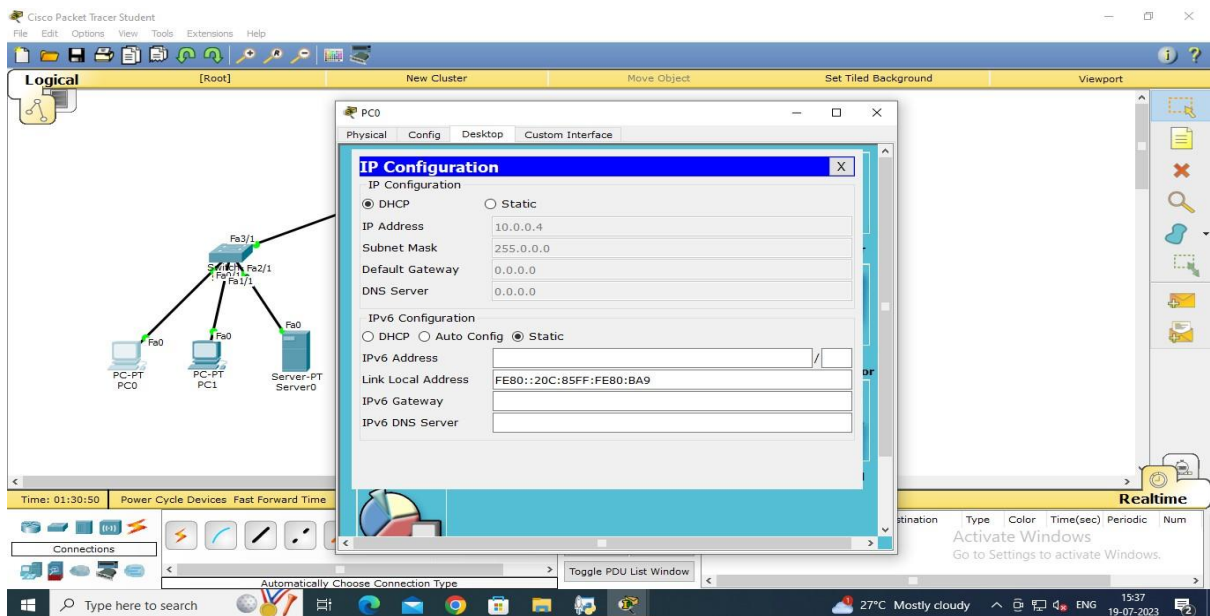 Cisco Packet Tracer Student
File Edit Options View Tools Extensions Help
Logical [Root] New Cluster Move Object Set Tiled Background Viewport
PC0
Physical Config Desktop Custom Interface
IP Configuration X
IP Configuration
DHCP Static
IP Address 10.0.0.4
Subnet Mask 255.0.0.0
Default Gateway 0.0.0.0
DNS Server 0.0.0.0
IPv6 Configuration
DHCP Auto Config Static
IPv6 Address /
Link Local Address FE80::20C:85FF:FE80:BA9
IPv6 Gateway
IPv6 DNS Server
or
Fa3/1
Fa2/1
Fa1/1
Fa0
Fa0
Fa0
PC-PT
PC0
PC-PT
PC1
Server-PT
Server0
Time: 01:30:50 Power Cycle Devices Fast Forward Time Realtime
Connections
Automatically Choose Connection Type
Toggle PDU List Window
stination Type Color Time(sec) Periodic Num
Activate Windows
Go to Settings to activate Windows.
Type here to search
27°C Mostly cloudy ENG 15:37
19-07-2023